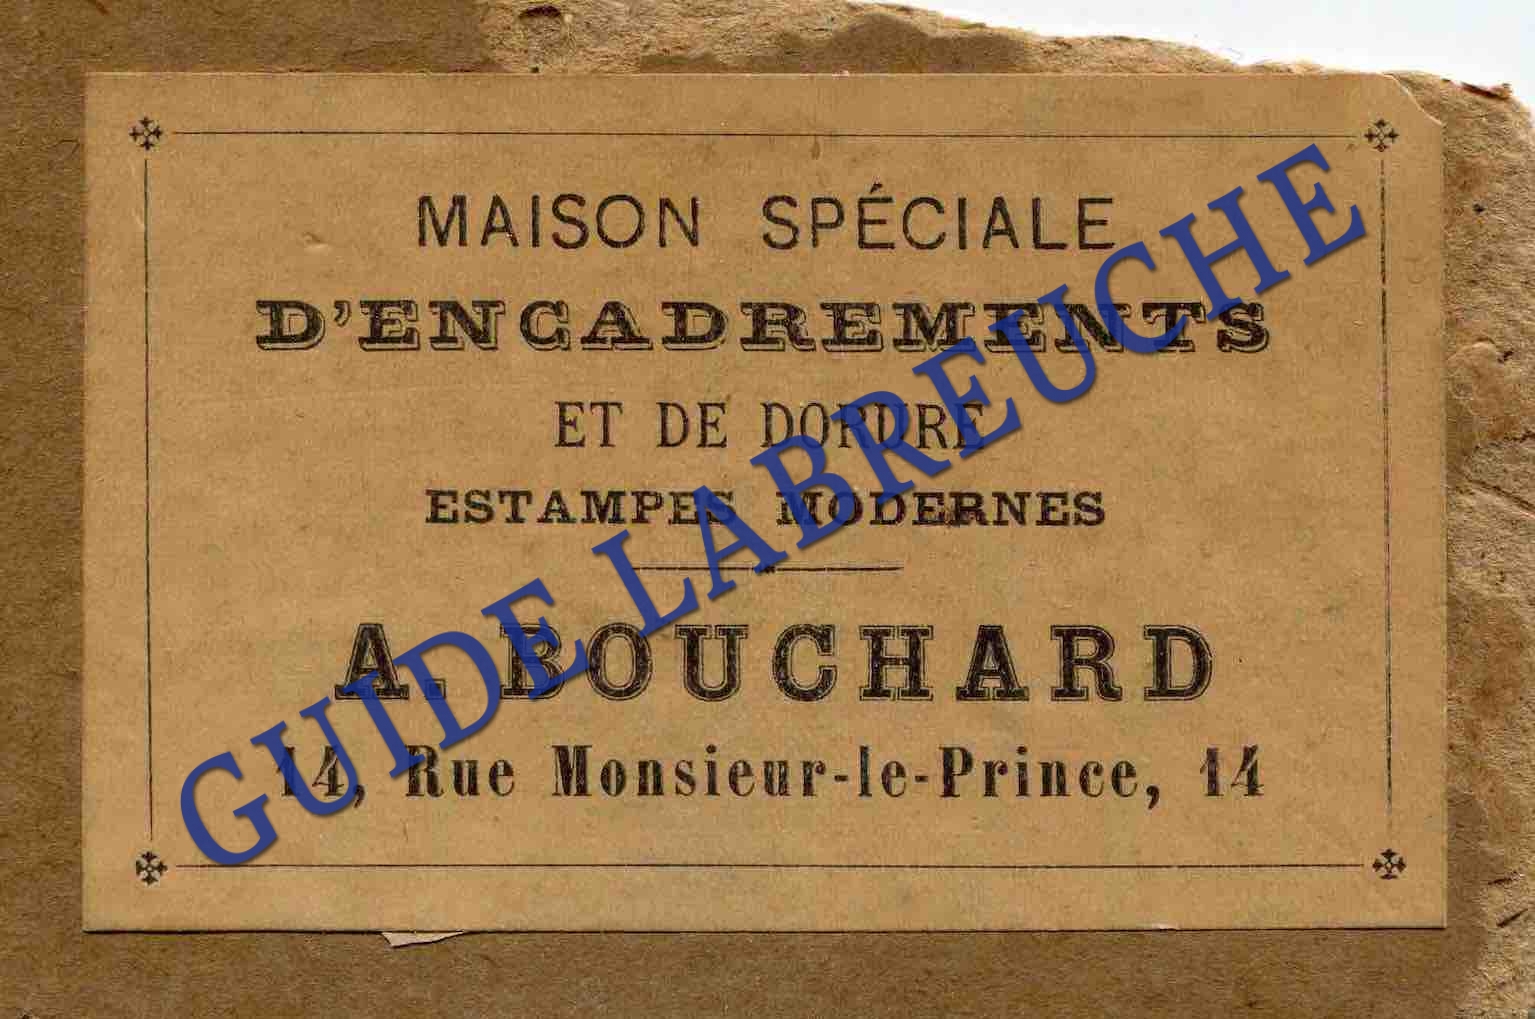 MAISON SPÉCIALE
D'ENCADREMENTS
ET DE DORURE
ESTAMPES MODERNES
A. BOUCHARD
14, Rue Monsieur-le-Prince, 14
GUIDE LABREUCHE